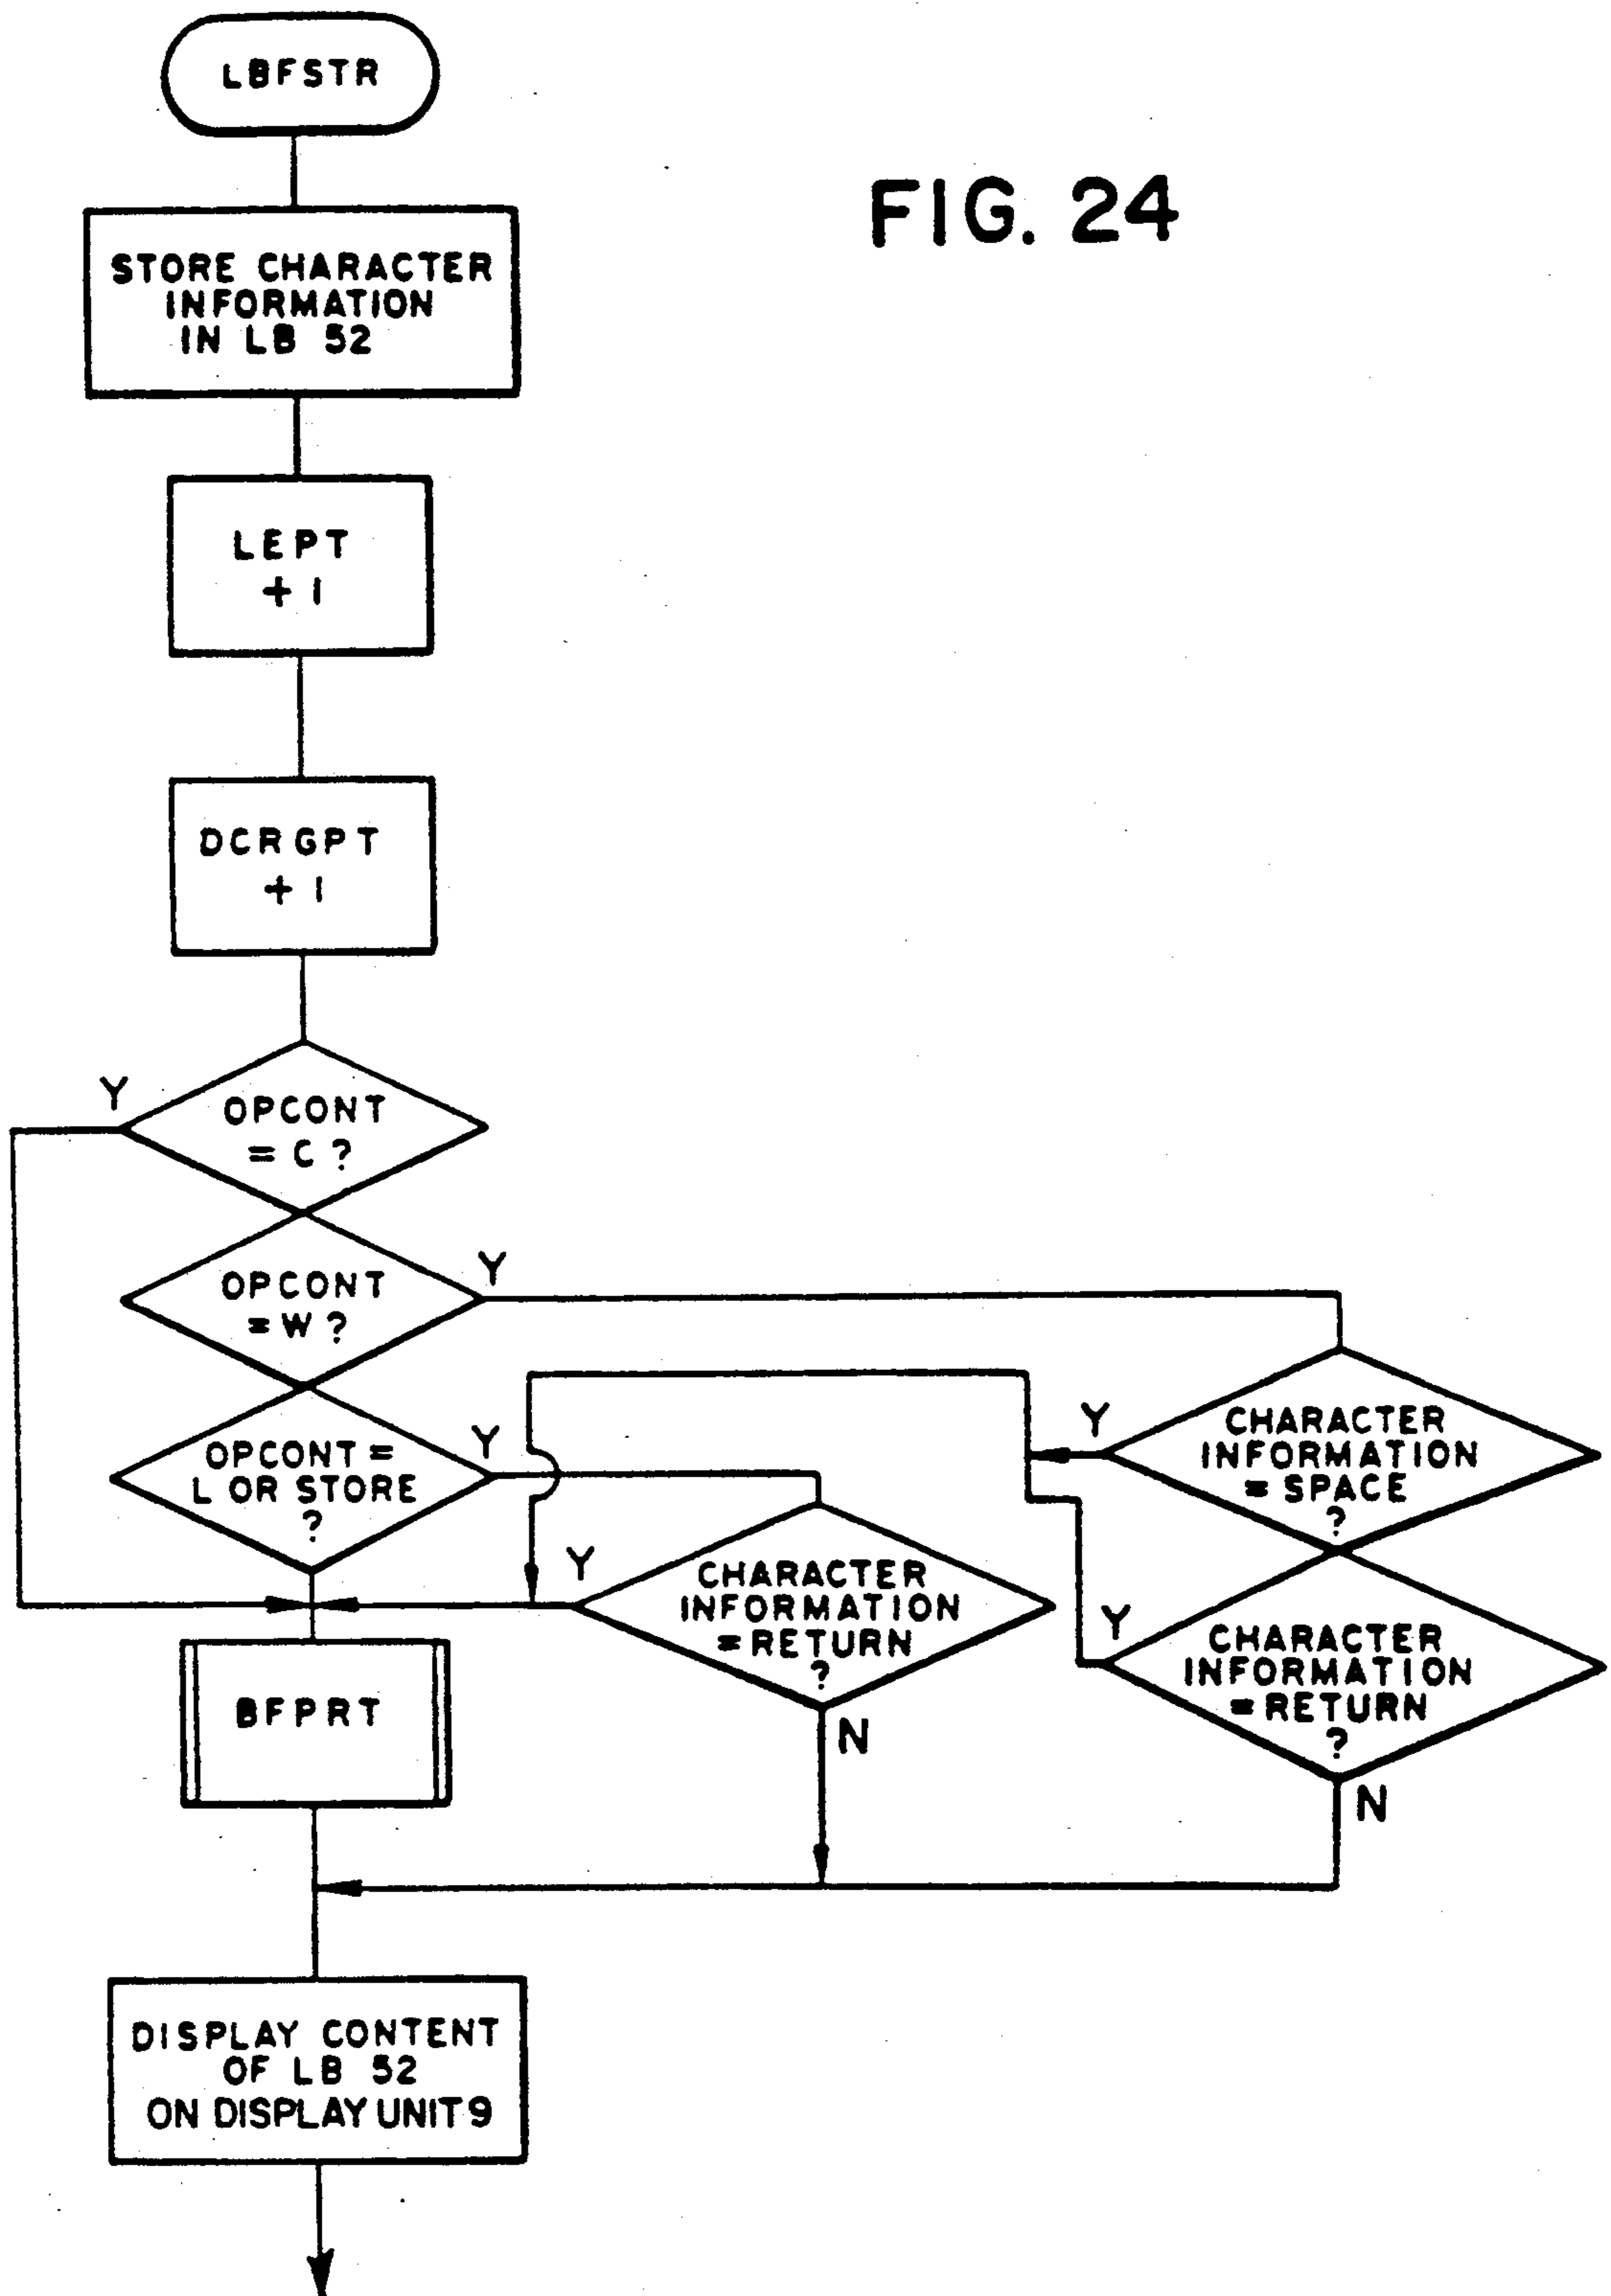 LBFSTR
FIG. 24
STORE CHARACTER
INFORMATION
IN LB 52
LEPT
+ 1
DCRGPT
+ 1
Y
OPCONT
= C ?
OPCONT
= W ?
Y
OPCONT =
L OR STORE
?
Y
Y
CHARACTER
INFORMATION
= SPACE
?
Y
CHARACTER
INFORMATION
= RETURN
?
N
Y
CHARACTER
INFORMATION
= RETURN
?
N
BFPRT
DISPLAY CONTENT
OF LB 52
ON DISPLAY UNIT 9